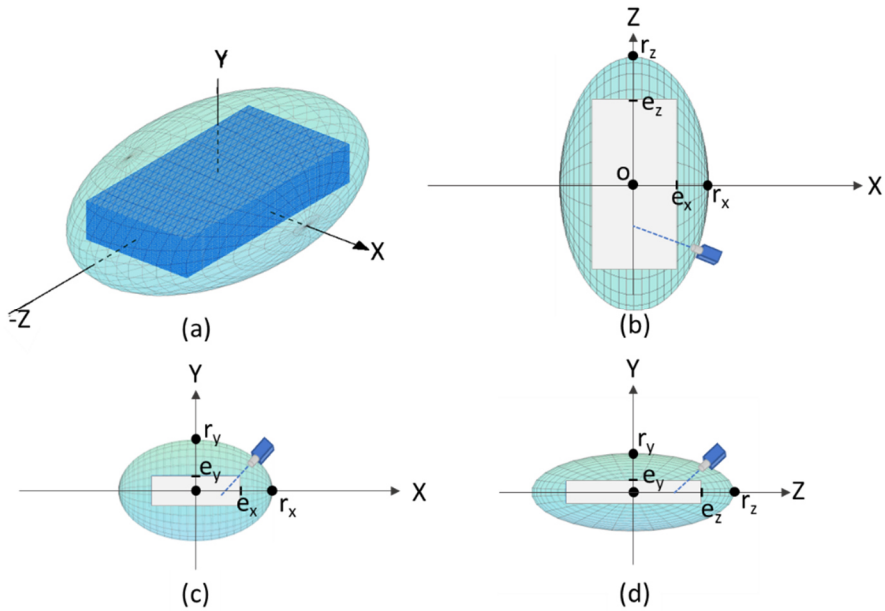 Y
X
-Z
(a)
Z
r_z
e_z
o
e_x
r_x
X
(b)
Y
r_y
e_y
e_x
r_x
X
(c)
Y
r_y
e_y
e_z
r_z
Z
(d)